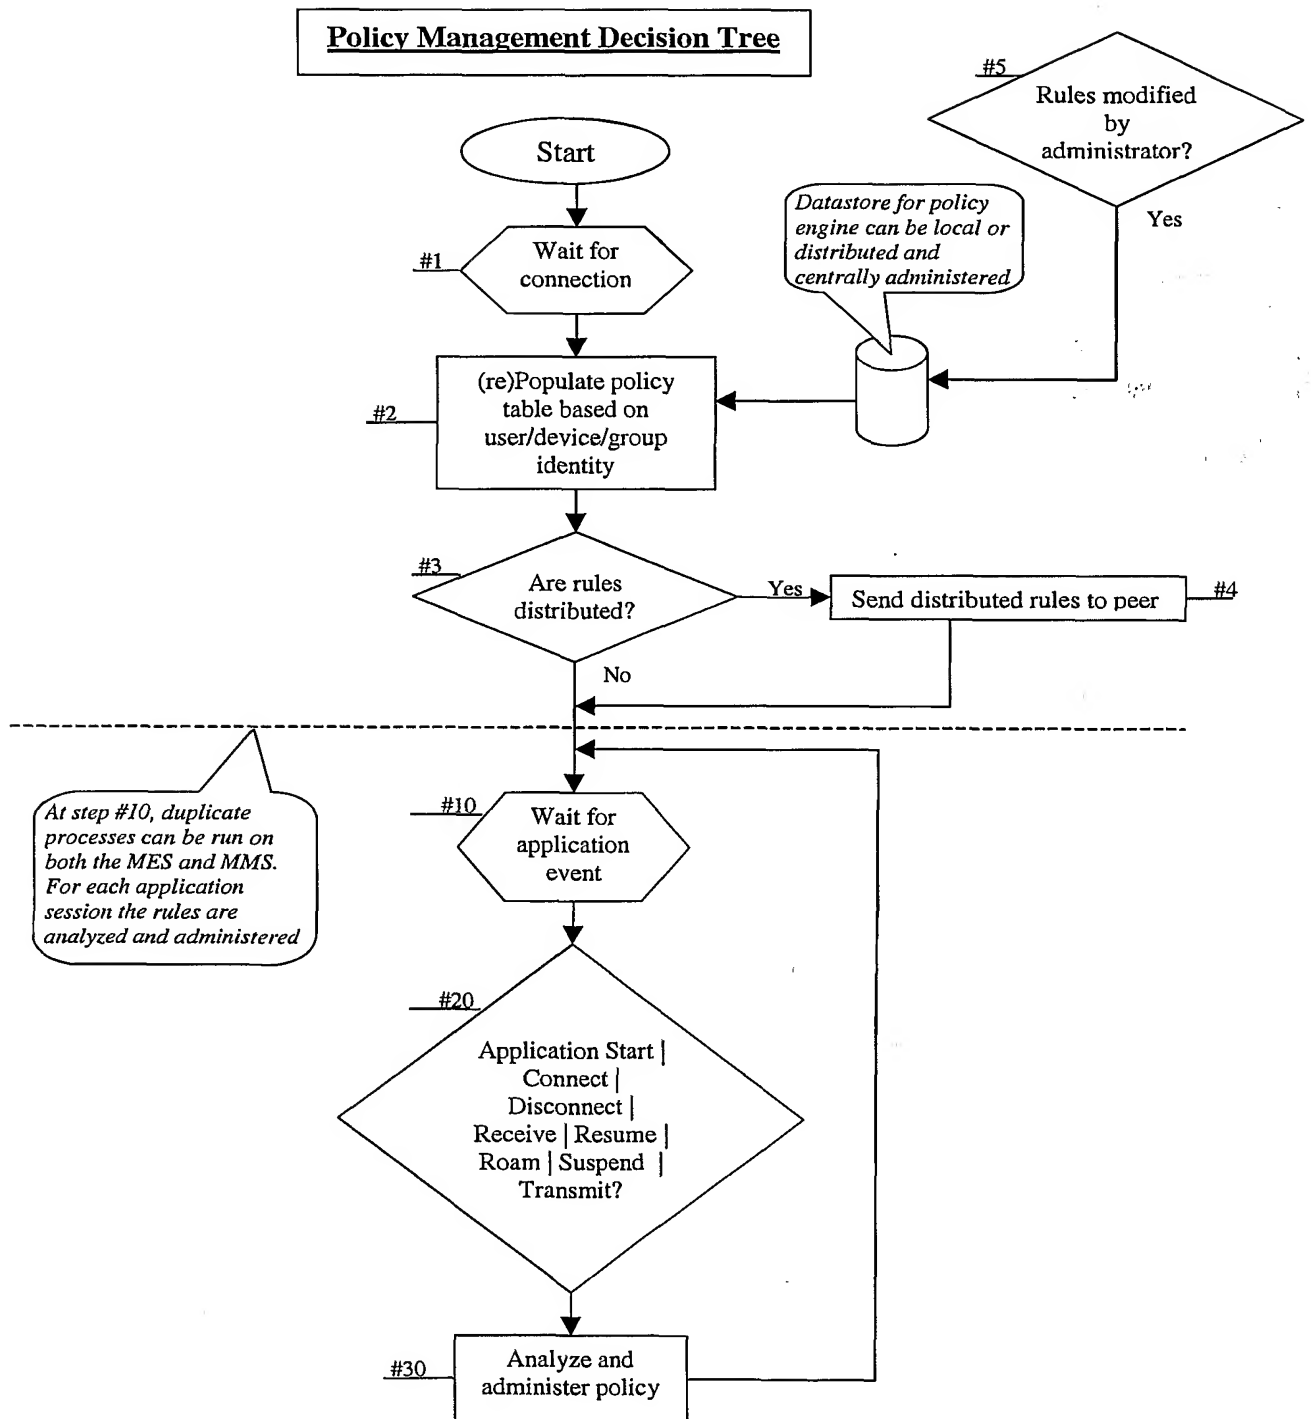 Policy Management Decision Tree
#5
Rules modified
by
administrator?
Yes
Start
Datastore for policy
engine can be local or
distributed and
centrally administered
#1
Wait for
connection
#2
(re)Populate policy
table based on
user/device/group
identity
#3
Are rules
distributed?
Yes
Send distributed rules to peer
#4
No
At step #10, duplicate
processes can be run on
both the MES and MMS.
For each application
session the rules are
analyzed and administered
#10
Wait for
application
event
#20
Application Start |
Connect |
Disconnect |
Receive | Resume |
Roam | Suspend |
Transmit?
#30
Analyze and
administer policy